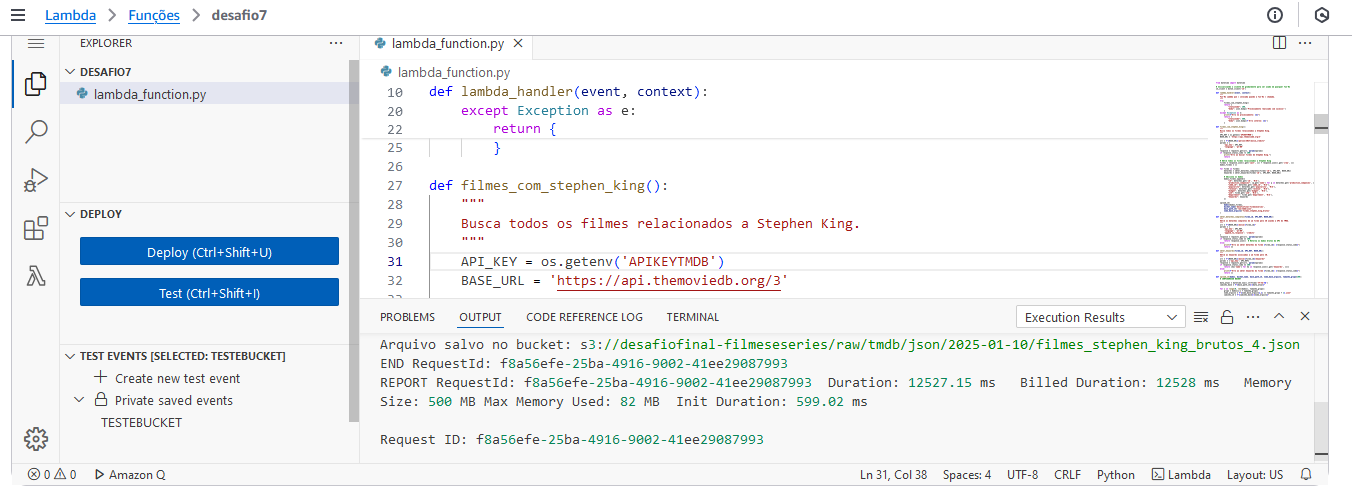 Lambda > Funções > desafio7
EXPLORER
DESAFIO7
lambda_function.py
DEPLOY
Deploy (Ctrl+Shift+U)
Test (Ctrl+Shift+I)
TEST EVENTS [SELECTED: TESTEBUCKET]
Create new test event
Private saved events
TESTEBUCKET
lambda_function.py
lambda_function.py
10 def lambda_handler(event, context):
20 except Exception as e:
22 return {
25 }
26
27 def filmes_com_stephen_king():
28 """
29 Busca todos os filmes relacionados a Stephen King.
30 """
31 API_KEY = os.getenv('APIKEYTMDB')
32 BASE_URL = 'https://api.themoviedb.org/3'
PROBLEMS OUTPUT CODE REFERENCE LOG TERMINAL Execution Results
Arquivo salvo no bucket: s3://desafiofinal-filmeseseries/raw/tmdb/json/2025-01-10/filmes_stephen_king_brutos_4.json
END RequestId: f8a56efe-25ba-4916-9002-41ee29087993
REPORT RequestId: f8a56efe-25ba-4916-9002-41ee29087993 Duration: 12527.15 ms Billed Duration: 12528 ms Memory
Size: 500 MB Max Memory Used: 82 MB Init Duration: 599.02 ms
Request ID: f8a56efe-25ba-4916-9002-41ee29087993
0 0 Amazon Q Ln 31, Col 38 Spaces: 4 UTF-8 CRLF Python Lambda Layout: US